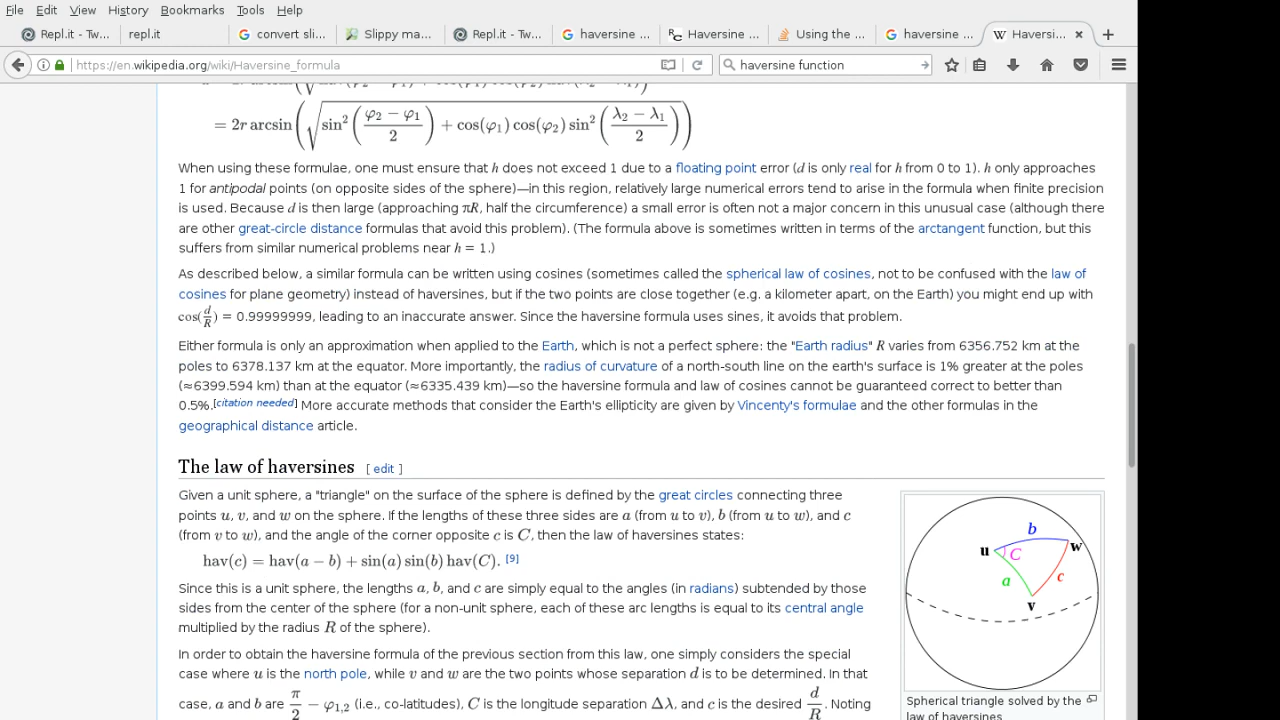 File Edit View History Bookmarks Tools Help
Repl.it - Tw... repl.it convert sli... Slippy ma... Repl.it - Tw... haversine ... Haversine ... Using the ... haversine ... Haversi...
https://en.wikipedia.org/wiki/Haversine_formula haversine function
= 2r arcsin(√(sin²((φ₂ − φ₁)/2) + cos(φ₁) cos(φ₂) sin²((λ₂ − λ₁)/2)))
When using these formulae, one must ensure that h does not exceed 1 due to a floating point error (d is only real for h from 0 to 1). h only approaches
1 for antipodal points (on opposite sides of the sphere)—in this region, relatively large numerical errors tend to arise in the formula when finite precision
is used. Because d is then large (approaching πR, half the circumference) a small error is often not a major concern in this unusual case (although there
are other great-circle distance formulas that avoid this problem). (The formula above is sometimes written in terms of the arctangent function, but this
suffers from similar numerical problems near h = 1.)
As described below, a similar formula can be written using cosines (sometimes called the spherical law of cosines, not to be confused with the law of
cosines for plane geometry) instead of haversines, but if the two points are close together (e.g. a kilometer apart, on the Earth) you might end up with
cos(d/R) = 0.99999999, leading to an inaccurate answer. Since the haversine formula uses sines, it avoids that problem.
Either formula is only an approximation when applied to the Earth, which is not a perfect sphere: the "Earth radius" R varies from 6356.752 km at the
poles to 6378.137 km at the equator. More importantly, the radius of curvature of a north-south line on the earth's surface is 1% greater at the poles
(≈6399.594 km) than at the equator (≈6335.439 km)—so the haversine formula and law of cosines cannot be guaranteed correct to better than
0.5%.[citation needed] More accurate methods that consider the Earth's ellipticity are given by Vincenty's formulae and the other formulas in the
geographical distance article.
The law of haversines [ edit ]
Given a unit sphere, a "triangle" on the surface of the sphere is defined by the great circles connecting three
points u, v, and w on the sphere. If the lengths of these three sides are a (from u to v), b (from u to w), and c
(from v to w), and the angle of the corner opposite c is C, then the law of haversines states:
hav(c) = hav(a − b) + sin(a) sin(b) hav(C). [9]
Since this is a unit sphere, the lengths a, b, and c are simply equal to the angles (in radians) subtended by those
sides from the center of the sphere (for a non-unit sphere, each of these arc lengths is equal to its central angle
multiplied by the radius R of the sphere).
In order to obtain the haversine formula of the previous section from this law, one simply considers the special
case where u is the north pole, while v and w are the two points whose separation d is to be determined. In that
case, a and b are π/2 − φ₁,₂ (i.e., co-latitudes), C is the longitude separation Δλ, and c is the desired d/R. Noting
b
u C w
a c
v
Spherical triangle solved by the
law of haversines